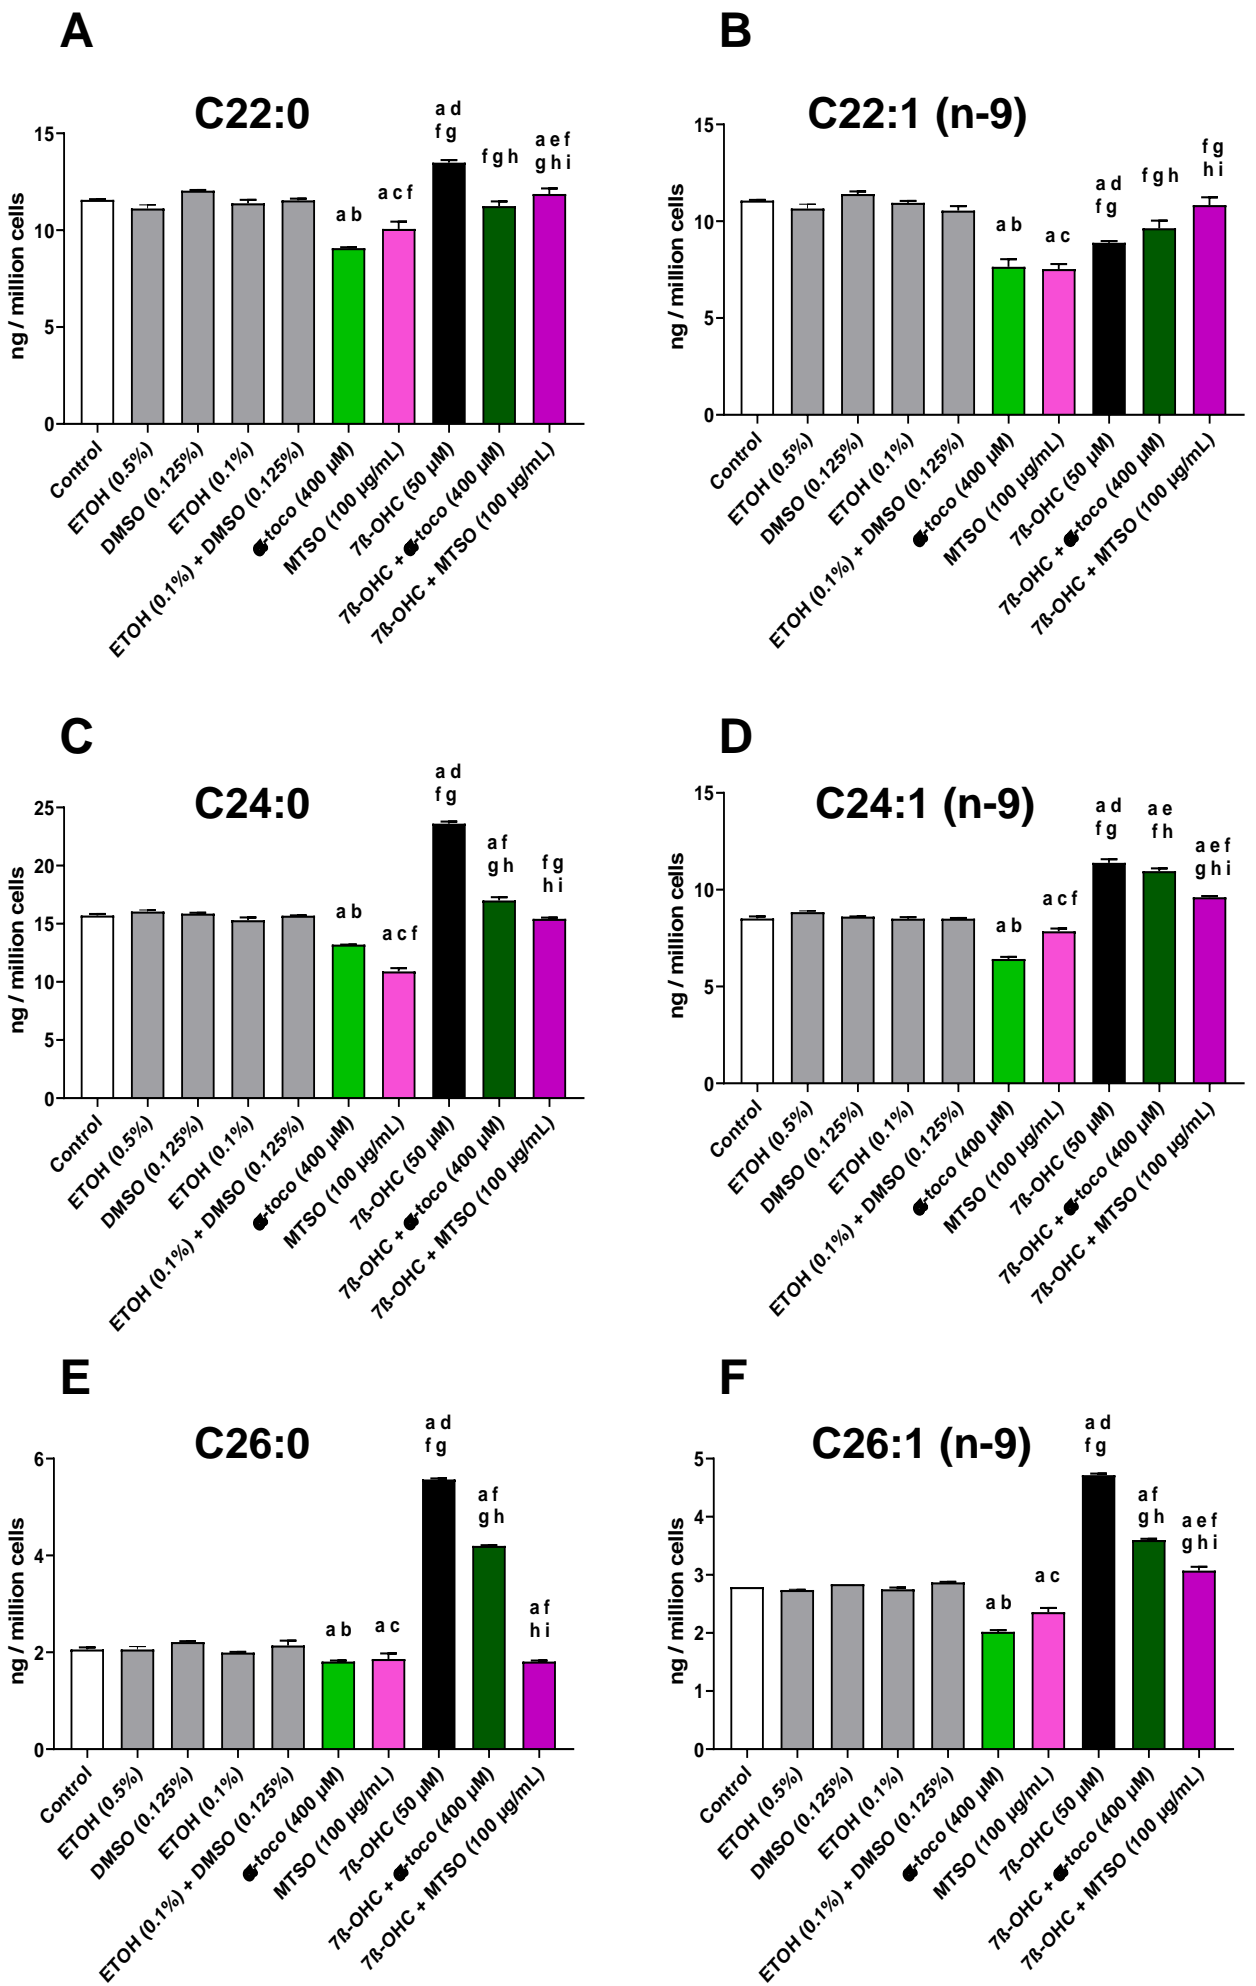 A
C22:0
ng / million cells
15
10
5
0
a b
a c f
a d
f g
f g h
a e f
g h i
Control
ETOH (0.5%)
DMSO (0.125%)
ETOH (0.1%)
ETOH (0.1%) + DMSO (0.125%)
-toco (400 µM)
MTSO (100 µg/mL)
7ß-OHC (50 µM)
7ß-OHC + -toco (400 µM)
7ß-OHC + MTSO (100 µg/mL)
B
C22:1 (n-9)
ng / million cells
15
10
5
0
a b
a c
a d
f g
f g h
f g
h i
Control
ETOH (0.5%)
DMSO (0.125%)
ETOH (0.1%)
ETOH (0.1%) + DMSO (0.125%)
-toco (400 µM)
MTSO (100 µg/mL)
7ß-OHC (50 µM)
7ß-OHC + -toco (400 µM)
7ß-OHC + MTSO (100 µg/mL)
C
C24:0
ng / million cells
25
20
15
10
5
0
a b
a c f
a d
f g
a f
g h
f g
h i
Control
ETOH (0.5%)
DMSO (0.125%)
ETOH (0.1%)
ETOH (0.1%) + DMSO (0.125%)
-toco (400 µM)
MTSO (100 µg/mL)
7ß-OHC (50 µM)
7ß-OHC + -toco (400 µM)
7ß-OHC + MTSO (100 µg/mL)
D
C24:1 (n-9)
ng / million cells
15
10
5
0
a b
a c f
a d
f g
a e
f h
a e f
g h i
Control
ETOH (0.5%)
DMSO (0.125%)
ETOH (0.1%)
ETOH (0.1%) + DMSO (0.125%)
-toco (400 µM)
MTSO (100 µg/mL)
7ß-OHC (50 µM)
7ß-OHC + -toco (400 µM)
7ß-OHC + MTSO (100 µg/mL)
E
C26:0
ng / million cells
6
4
2
0
a b
a c
a d
f g
a f
g h
a f
h i
Control
ETOH (0.5%)
DMSO (0.125%)
ETOH (0.1%)
ETOH (0.1%) + DMSO (0.125%)
-toco (400 µM)
MTSO (100 µg/mL)
7ß-OHC (50 µM)
7ß-OHC + -toco (400 µM)
7ß-OHC + MTSO (100 µg/mL)
F
C26:1 (n-9)
ng / million cells
5
4
3
2
1
0
a b
a c
a d
f g
a f
g h
a e f
g h i
Control
ETOH (0.5%)
DMSO (0.125%)
ETOH (0.1%)
ETOH (0.1%) + DMSO (0.125%)
-toco (400 µM)
MTSO (100 µg/mL)
7ß-OHC (50 µM)
7ß-OHC + -toco (400 µM)
7ß-OHC + MTSO (100 µg/mL)